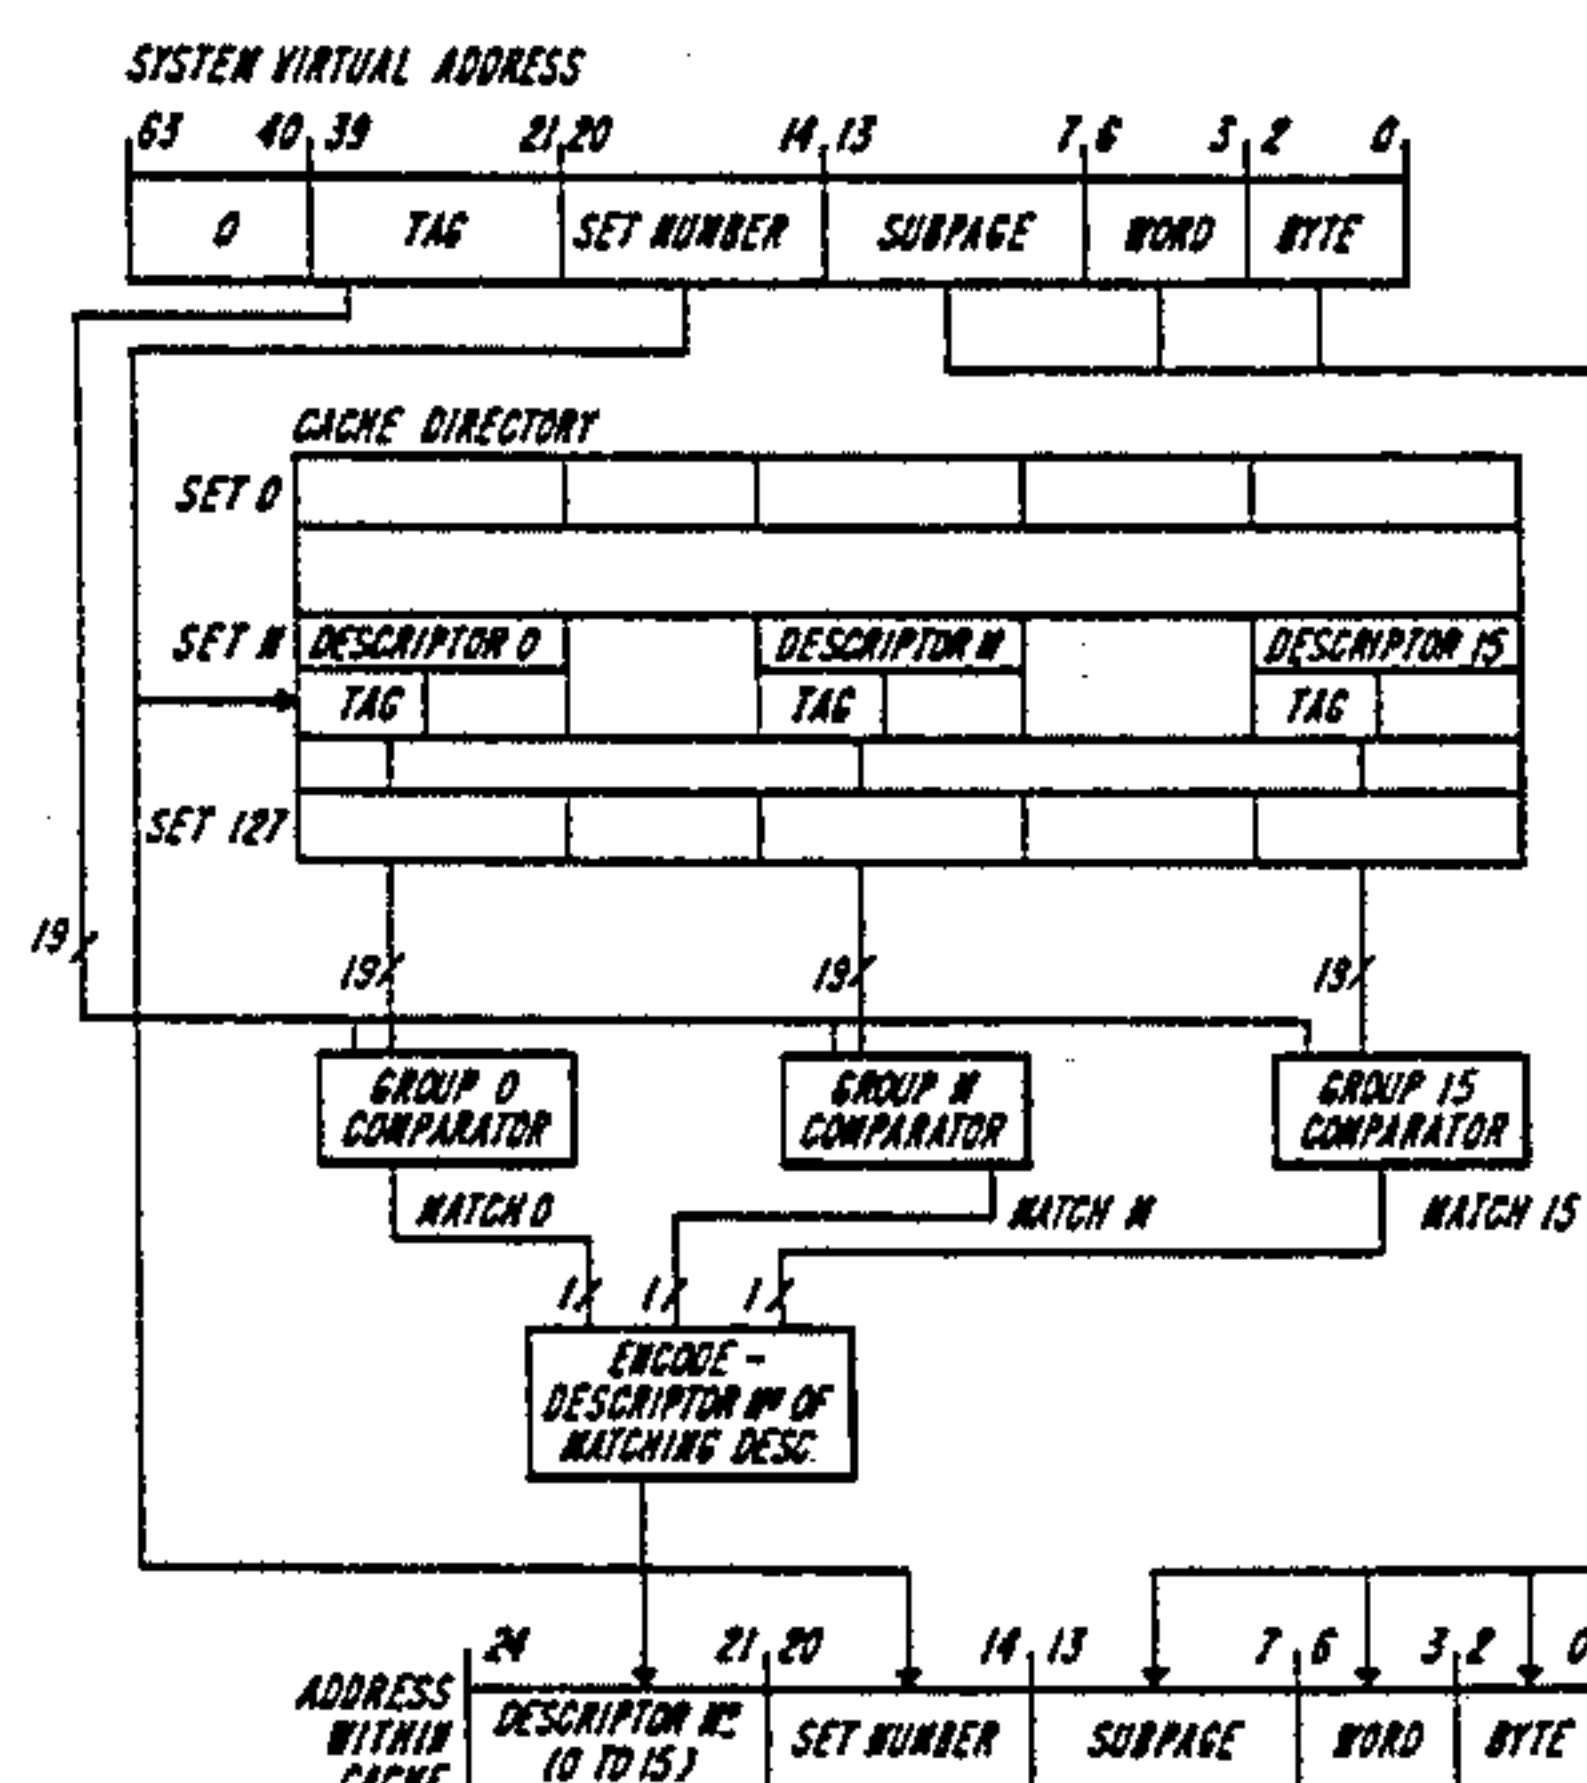 SYSTEM VIRTUAL ADDRESS
63 40 39 21 20 14 13 7 6 3 2 0
0 TAG SET NUMBER SUBPAGE WORD BYTE
CACHE DIRECTORY
SET 0
SET N DESCRIPTOR 0 DESCRIPTOR M DESCRIPTOR 15
TAG TAG TAG
SET 127
19
19 19 19
GROUP 0 GROUP M GROUP 15
COMPARATOR COMPARATOR COMPARATOR
MATCH 0 MATCH M MATCH 15
1 1 1
ENCODE -
DESCRIPTOR Nº OF
MATCHING DESC.
24 21 20 14 13 7 6 3 2 0
ADDRESS
WITHIN
CACHE
DESCRIPTOR Nº
(0 TO 15)
SET NUMBER SUBPAGE WORD BYTE